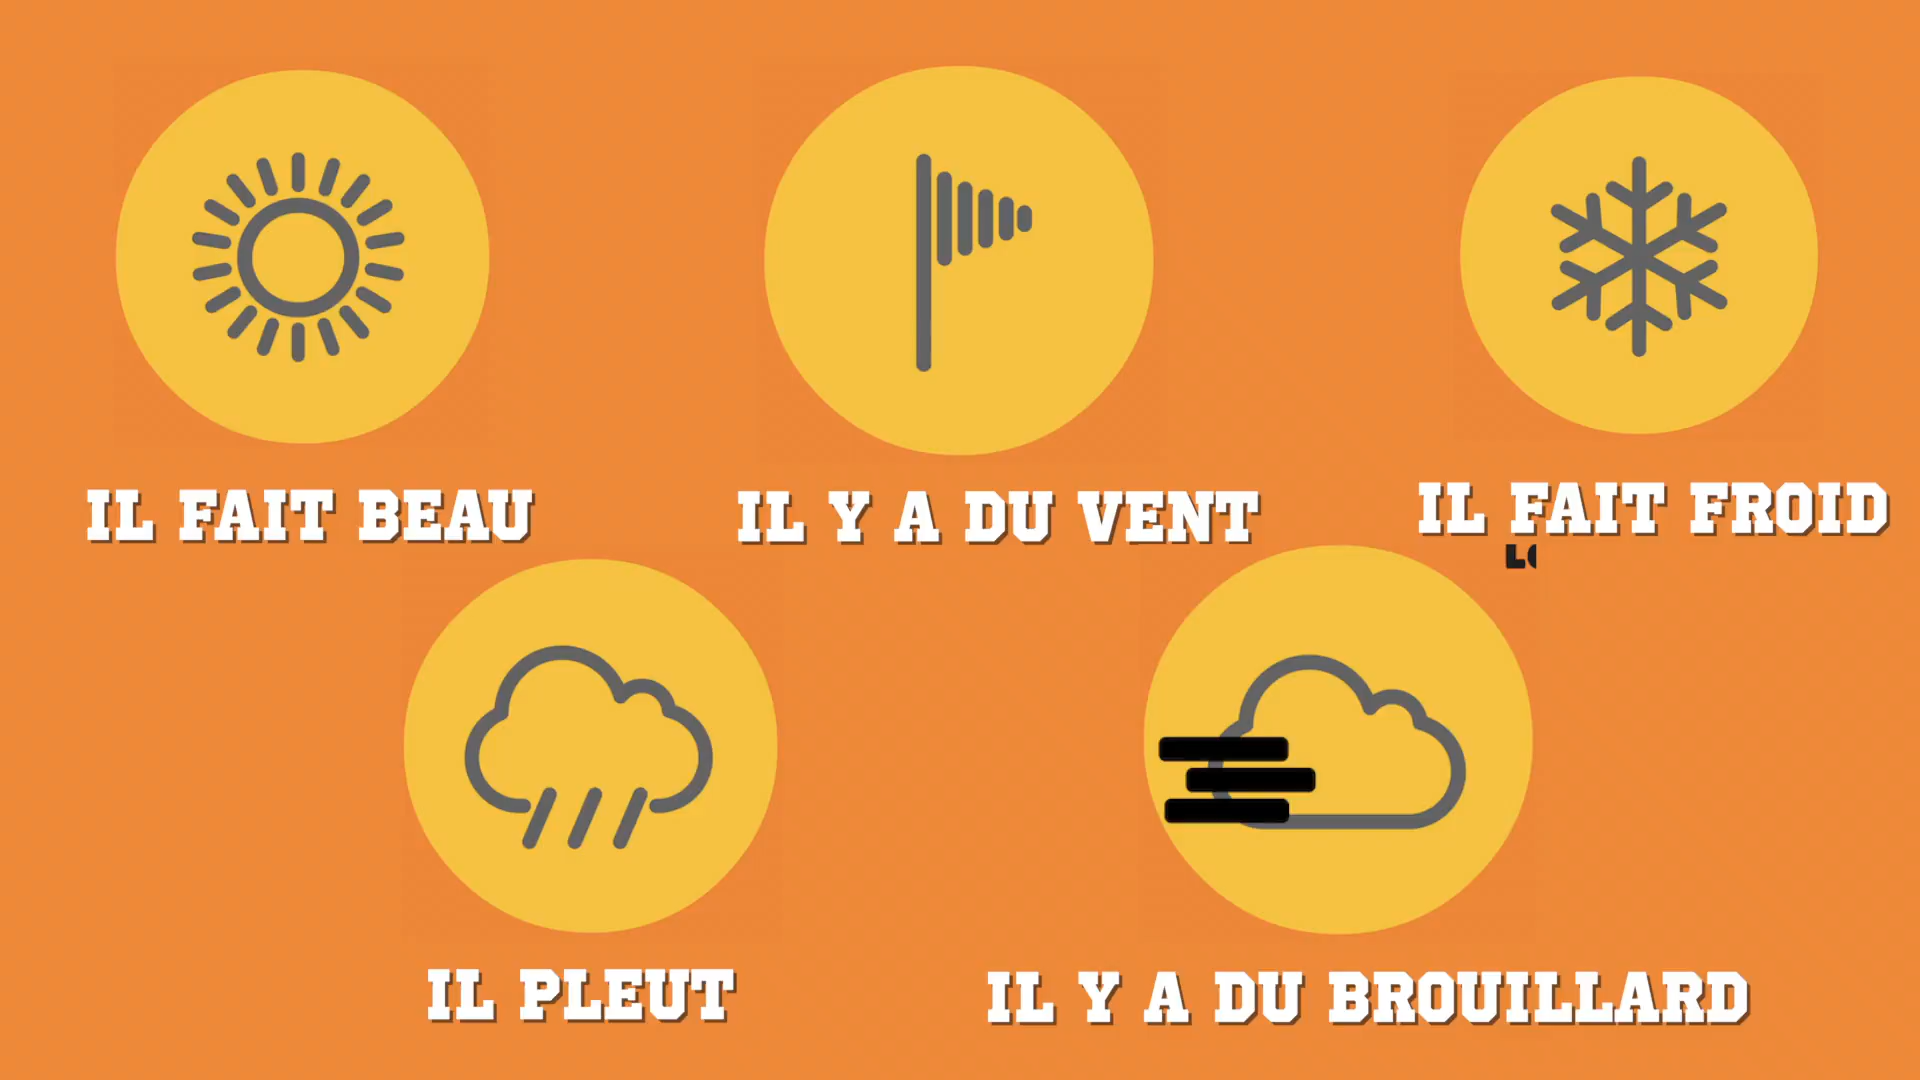 IL FAIT BEAU
IL Y A DU VENT
IL FAIT FROID
IL PLEUT
IL Y A DU BROUILLARD